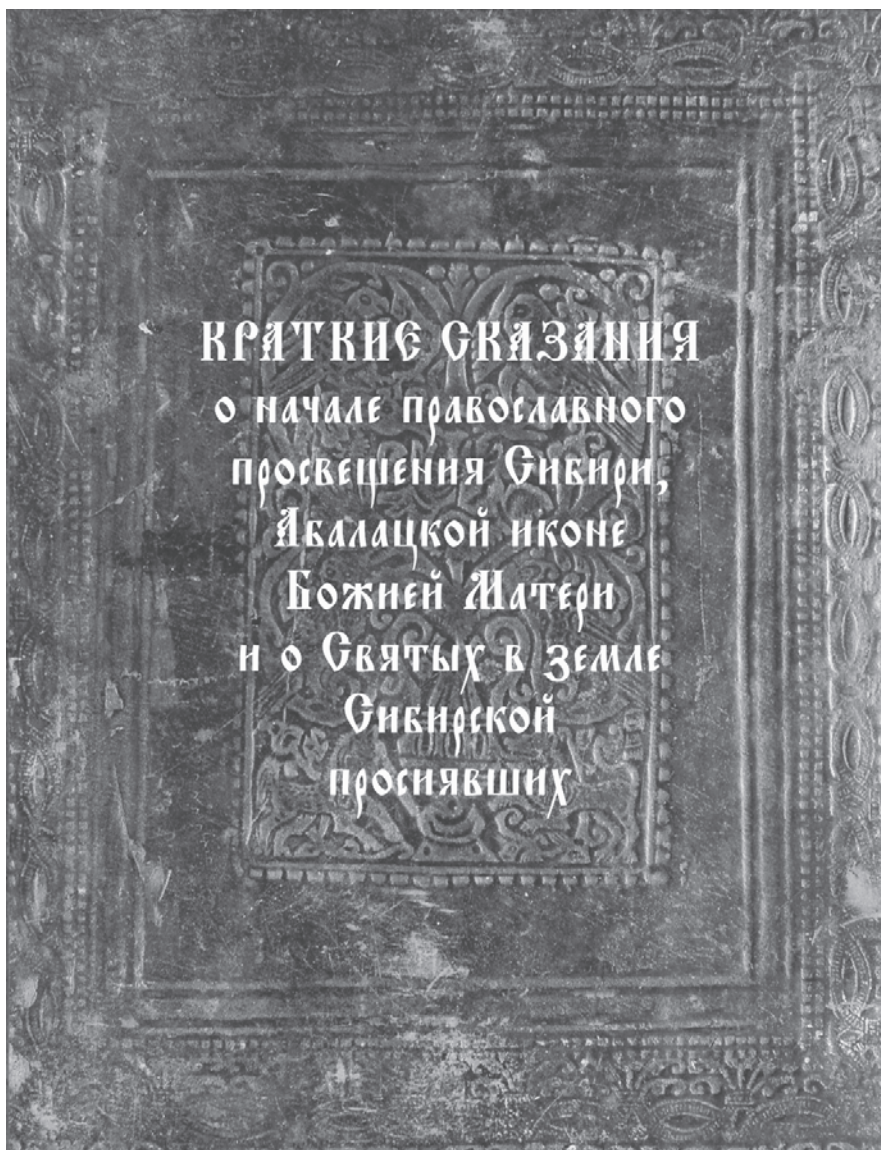 КРАТКИЕ СКАЗАНИЯ
о начале православного
просвещения Сибири,
Абалацкой иконе
Божией Матери
и о Святых в земле
Сибирской
просиявших